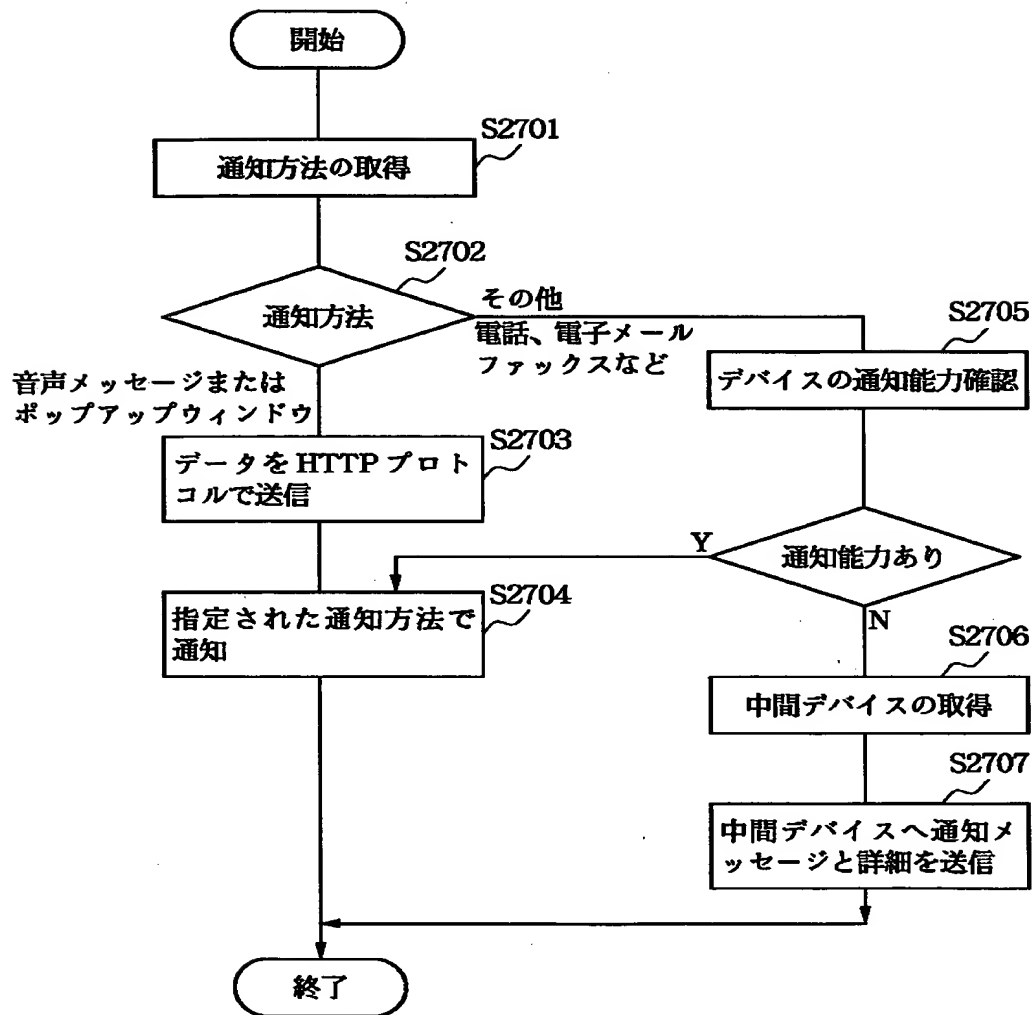 開始
S2701
通知方法の取得
S2702
通知方法
その他
電話、電子メール
ファックスなど
音声メッセージまたは
ポップアップウィンドウ
S2703
データをHTTPプロト
コルで送信
S2704
指定された通知方法で
通知
S2705
デバイスの通知能力確認
通知能力あり
Y
N
S2706
中間デバイスの取得
S2707
中間デバイスへ通知メ
ッセージと詳細を送信
終了